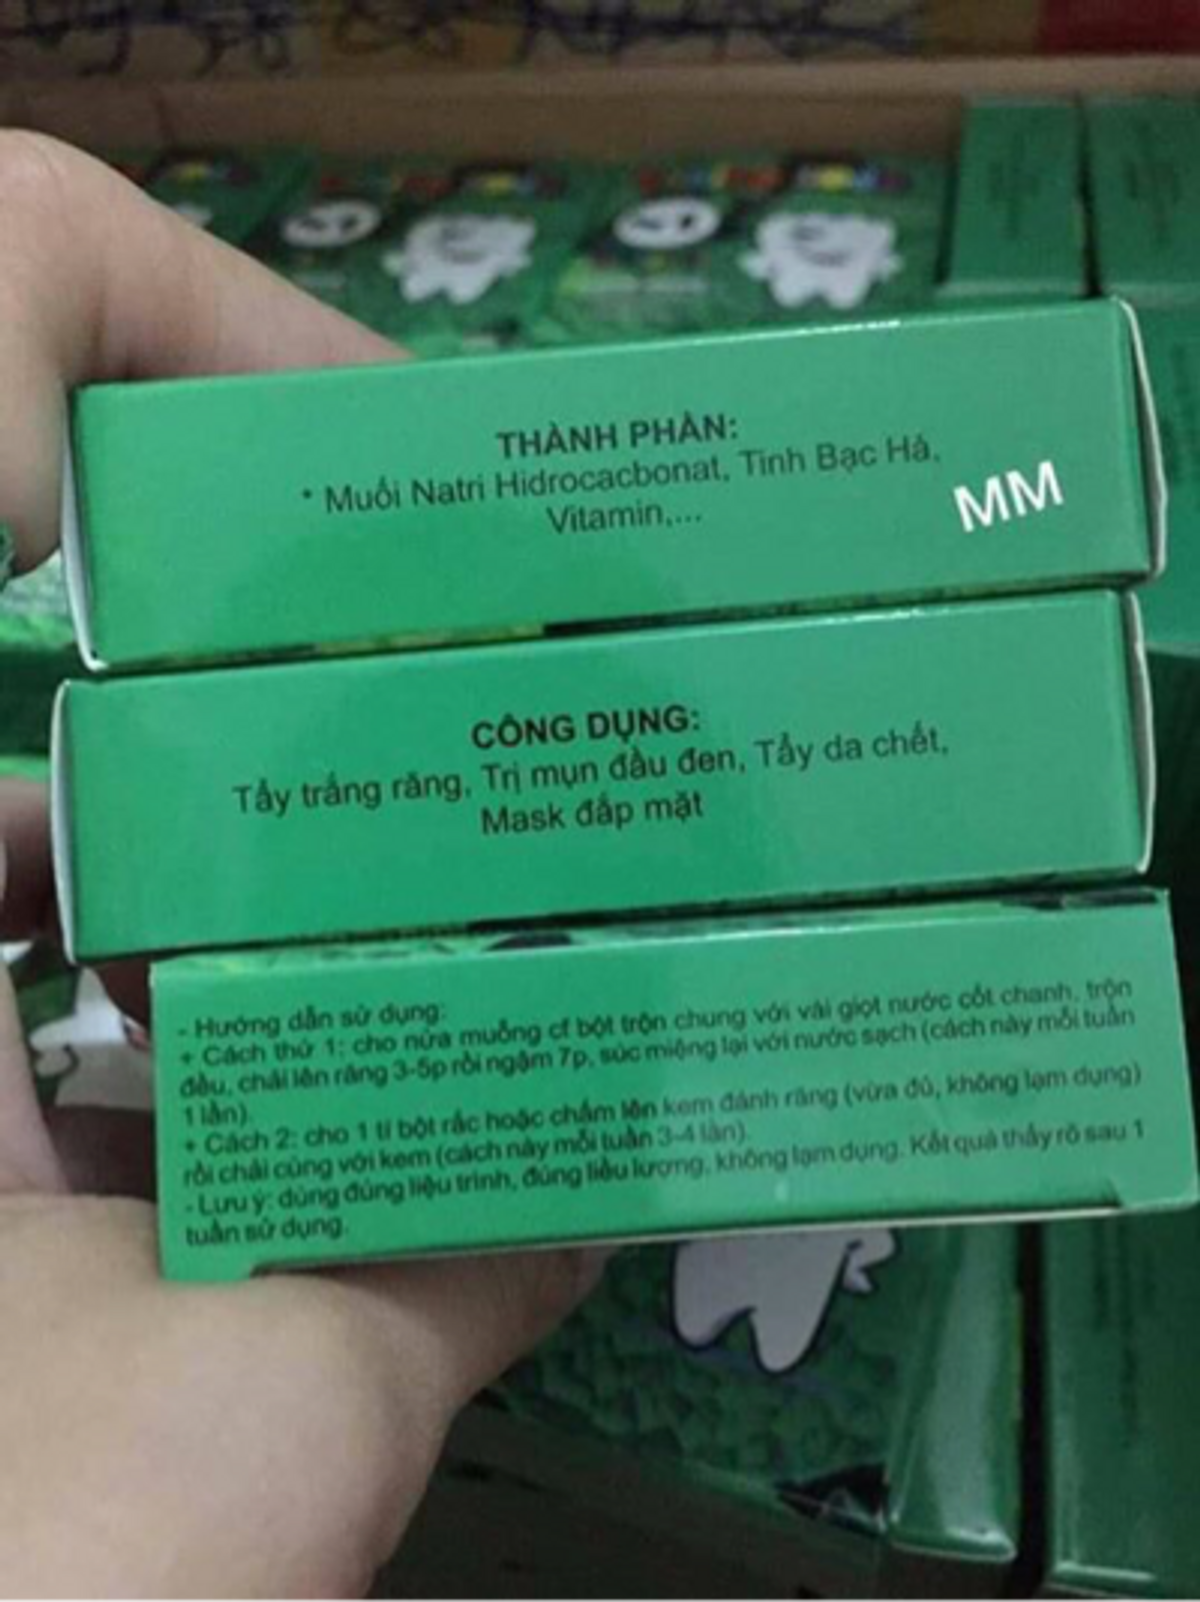 THÀNH PHẦN:
* Muối Natri Hidrocacbonat, Tinh Bạc Hà,
Vitamin,...
MM
CÔNG DỤNG:
Tẩy trắng răng, Trị mụn đầu đen, Tẩy da chết,
Mask đắp mặt
- Hướng dẫn sử dụng:
+ Cách thứ 1: cho nửa muỗng cf bột trộn chung với vài giọt nước cốt chanh, trộn
đều, chải lên răng 3-5p rồi ngậm 7p, súc miệng lại với nước sạch (cách này mỗi tuần
1 lần).
+ Cách 2: cho 1 tí bột rắc hoặc chấm lên kem đánh răng (vừa đủ, không lạm dụng)
rồi chải cùng với kem (cách này mỗi tuần 3-4 lần).
- Lưu ý: dùng đúng liệu trình, đúng liều lượng, không lạm dụng. Kết quả thấy rõ sau 1
tuần sử dụng.